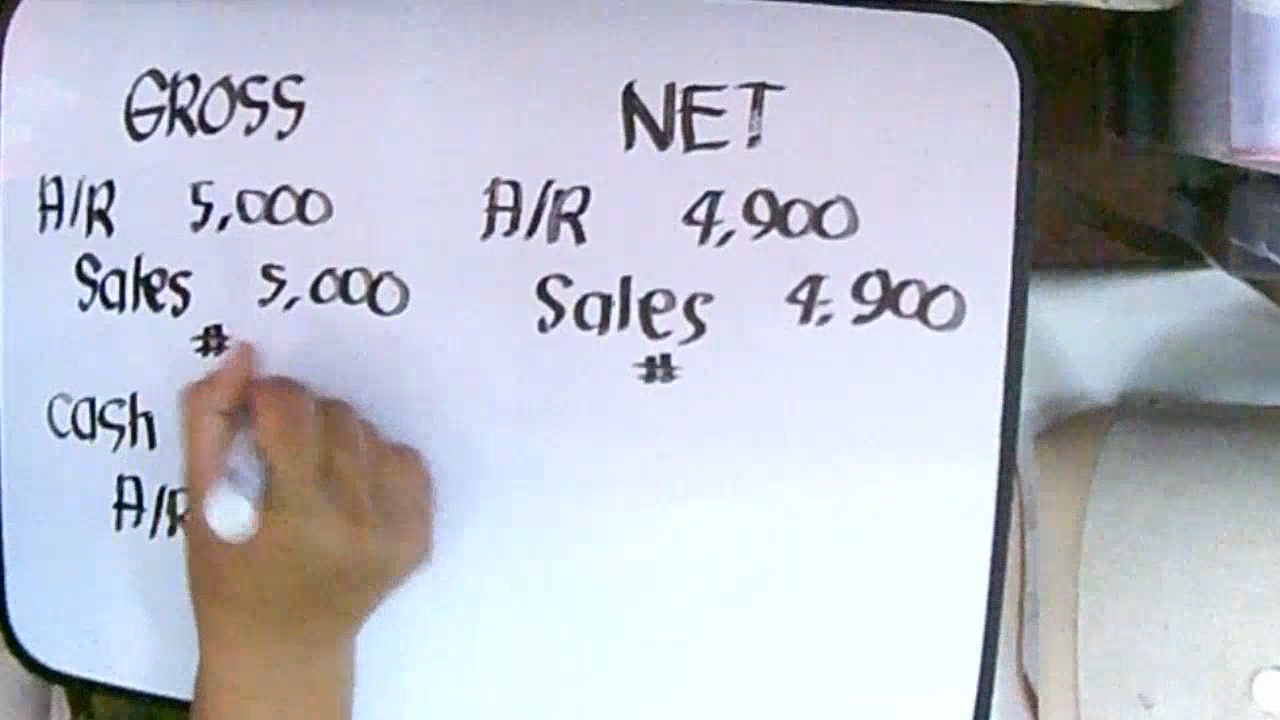 GROSS
A/R 5,000
Sales 5,000
#
cash
A/R
NET
A/R 4,900
Sales 4,900
#